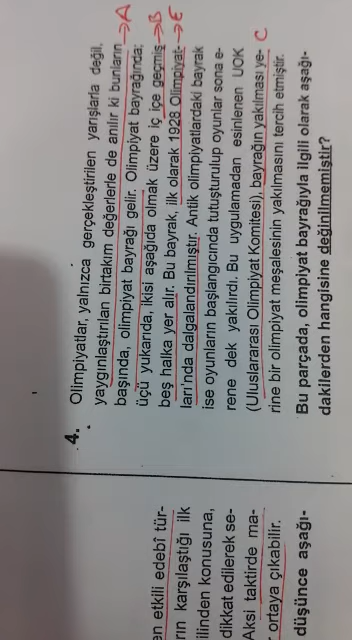 4. Olimpiyatlar, yalnızca gerçekleştirilen yarışlarla değil,
yaygınlaştırılan birtakım değerlerle de anılır ki bunların →A
başında, olimpiyat bayrağı gelir. Olimpiyat bayrağında;
üçü yukarıda, ikisi aşağıda olmak üzere iç içe geçmiş →B
beş halka yer alır. Bu bayrak, ilk olarak 1928 Olimpiyat- →E
ları'nda dalgalandırılmıştır. Antik olimpiyatlardaki bayrak
ise oyunların başlangıcında tutuşturulup oyunlar sona e-
rene dek yakılırdı. Bu uygulamadan esinlenen UOK
(Uluslararası Olimpiyat Komitesi), bayrağın yakılması ye- C
rine bir olimpiyat meşalesinin yakılmasını tercih etmiştir.
Bu parçada, olimpiyat bayrağıyla ilgili olarak aşağı-
dakilerden hangisine değinilmemiştir?
en etkili edebî tür-
rın karşılaştığı ilk
ilinden konusuna,
dikkat edilerek se-
Aksi taktirde ma-
ortaya çıkabilir.
düşünce aşağı-